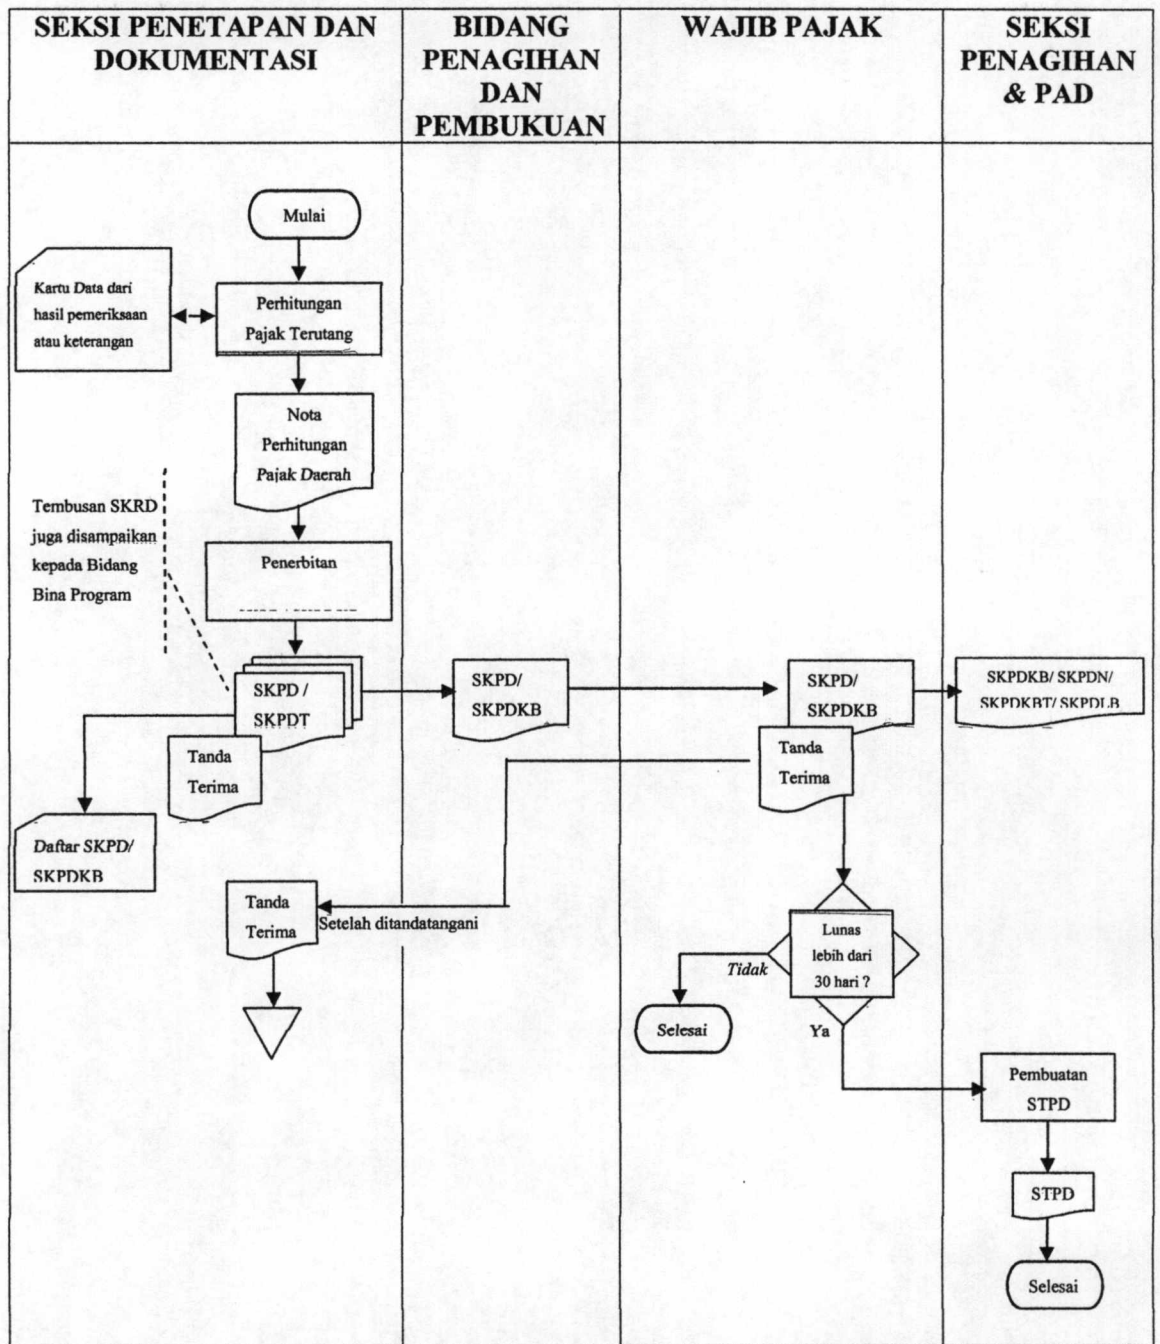 SEKSI PENETAPAN DAN
DOKUMENTASI
BIDANG
PENAGIHAN
DAN
PEMBUKUAN
WAJIB PAJAK
SEKSI
PENAGIHAN
& PAD
Mulai
Kartu Data dari
hasil pemeriksaan
atau keterangan
Perhitungan
Pajak Terutang
Nota
Perhitungan
Pajak Daerah
Tembusan SKRD
juga disampaikan
kepada Bidang
Bina Program
Penerbitan
SKPD /
SKPDT
Tanda
Terima
SKPD/
SKPDKB
SKPD/
SKPDKB
Tanda
Terima
SKPDKB/ SKPDN/
SKPDKBT/ SKPDLB
Daftar SKPD/
SKPDKB
Tanda
Terima
Setelah ditandatangani
Lunas
lebih dari
30 hari ?
Tidak
Selesai
Ya
Pembuatan
STPD
STPD
Selesai